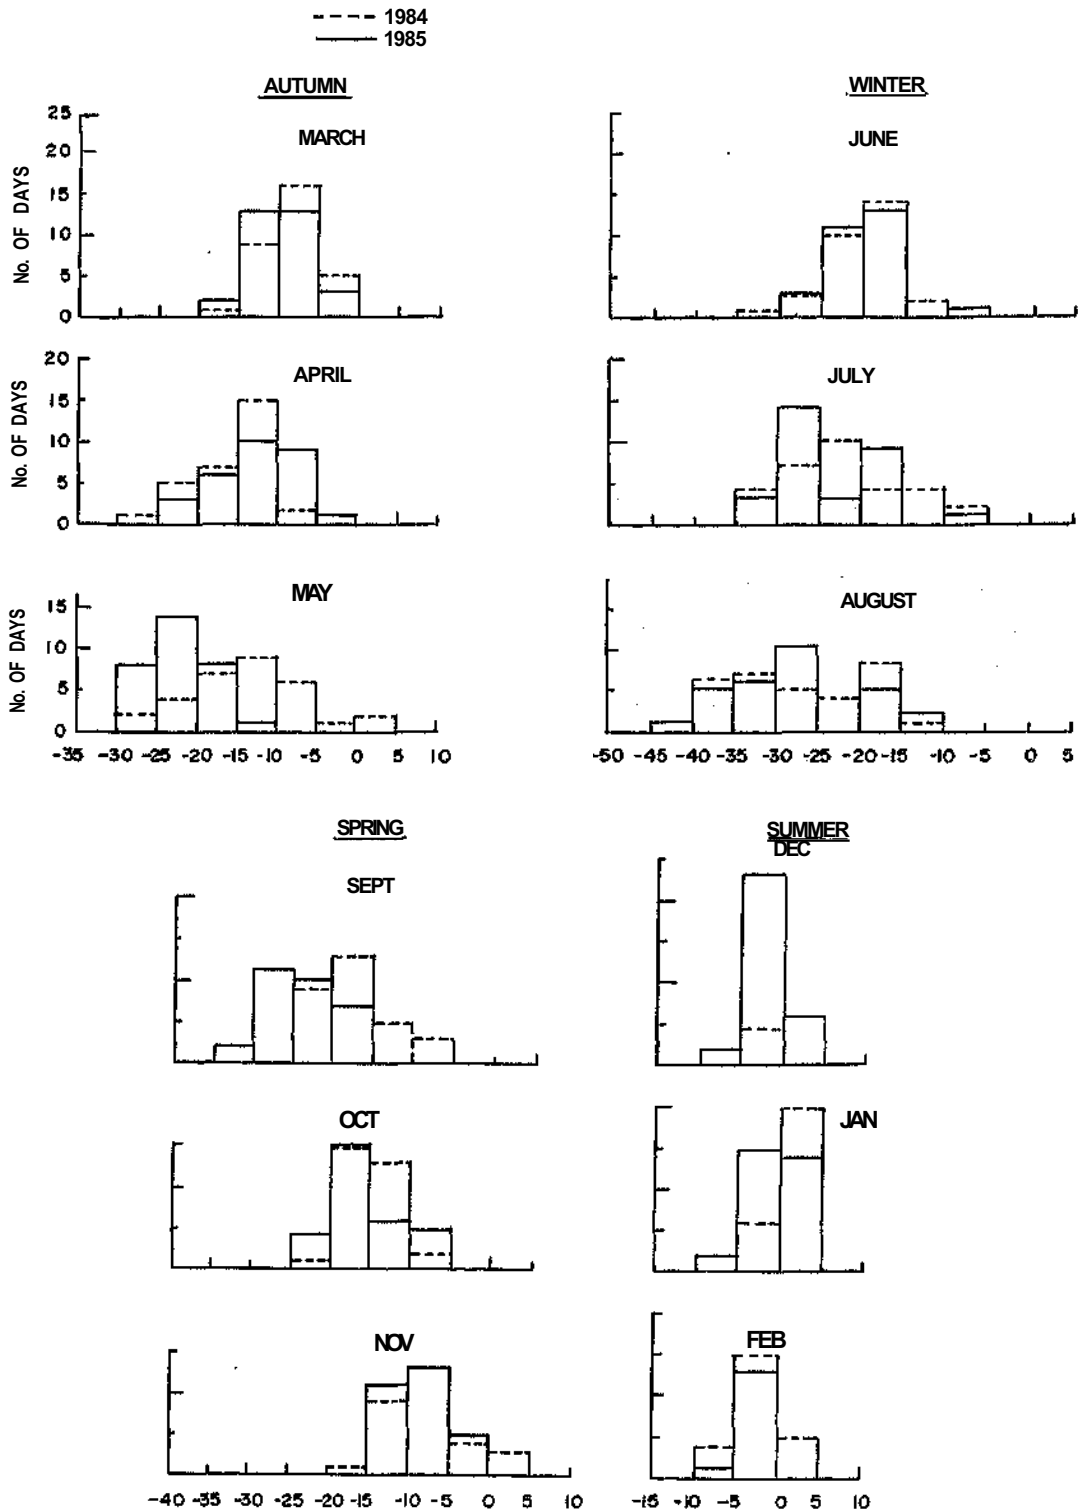 1984
1985
AUTUMN
WINTER
25
20
15
10
5
0
No. OF DAYS
MARCH
JUNE
20
15
10
5
0
No. OF DAYS
APRIL
JULY
15
10
5
0
No. OF DAYS
MAY
AUGUST
-35 -30 -25 -20 -15 -10 -5 0 5 10
-50 -45 -40 -35 -30 -25 -20 -15 -10 -5 0 5
SPRING
SUMMER
DEC
SEPT
OCT
JAN
NOV
FEB
-40 -35 -30 -25 -20 -15 -10 -5 0 5 10
-15 -10 -5 0 5 10